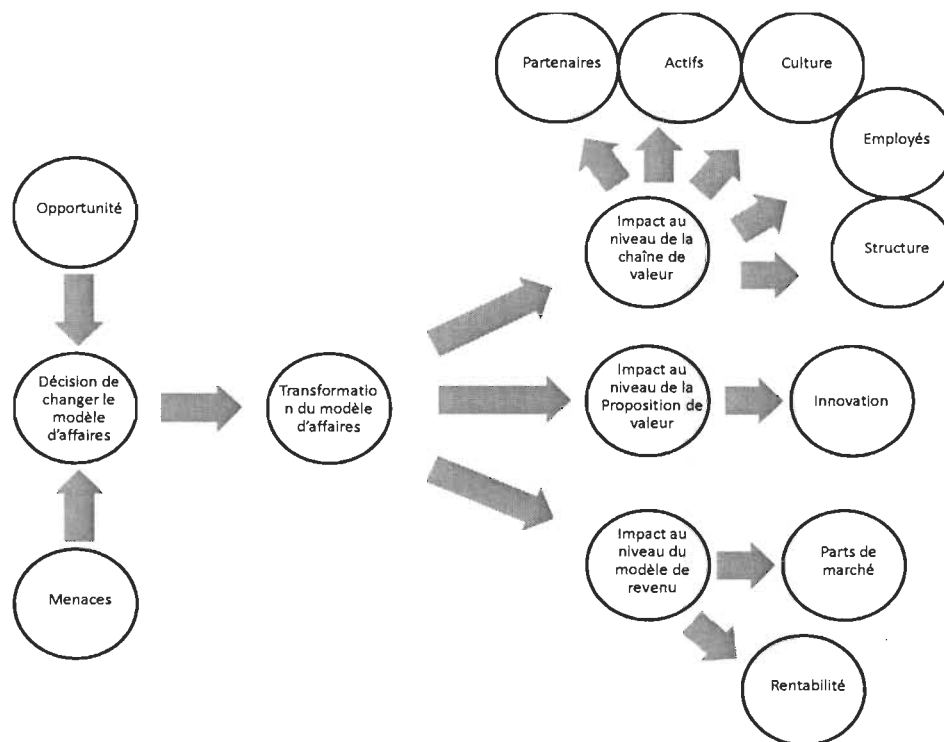 Partenaires
Actifs
Culture
Employés
Opportunité
Impact au
niveau de la
chaîne de
valeur
Structure
Décision de
changer le
modèle
d'affaires
Transformatio
n du modèle
d'affaires
Impact au
niveau de la
Proposition de
valeur
Innovation
Menaces
Impact au
niveau du
modèle de
revenu
Parts de
marché
Rentabilité